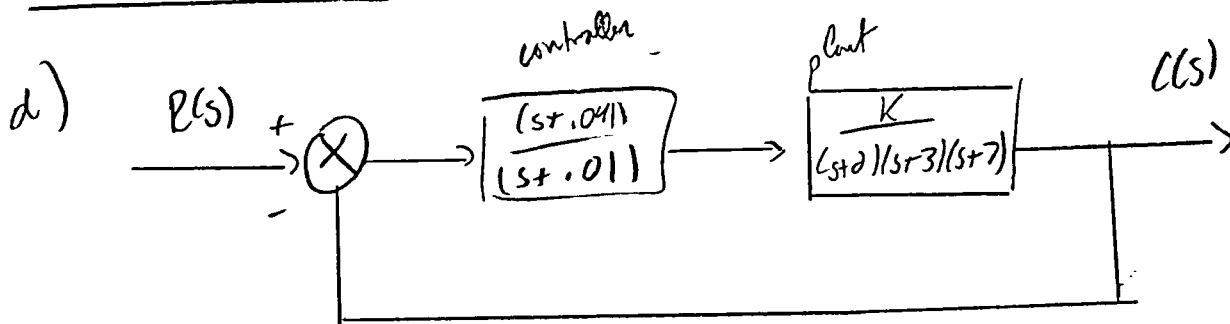 controller plant
d) R(s) + (s+.041) K C(s)
- (s+.01) (s+2)(s+3)(s+7)